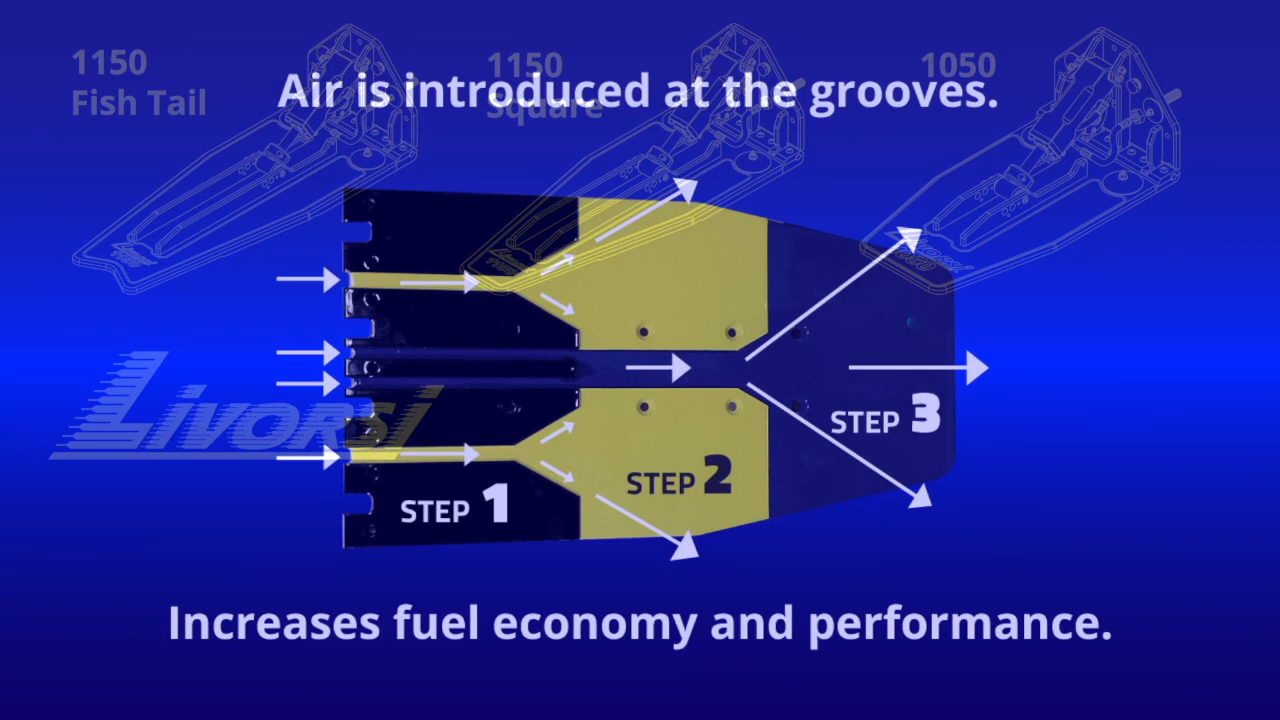 1150
Fish Tail
1150
Square
1050
Air is introduced at the grooves.
LIVORSI
STEP 1
STEP 2
STEP 3
Increases fuel economy and performance.